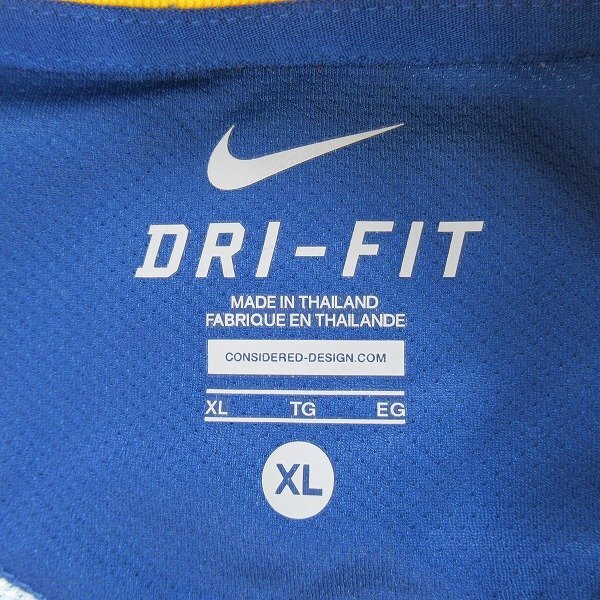 DRI-FIT
MADE IN THAILAND
FABRIQUE EN THAILANDE
CONSIDERED-DESIGN.COM
XL TG EG
XL